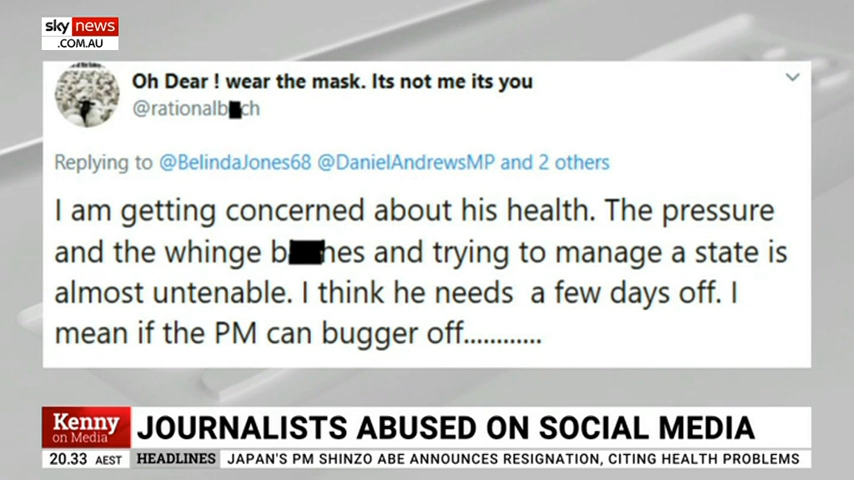 sky news
.COM.AU
Oh Dear ! wear the mask. Its not me its you
@rationalb ch
Replying to @BelindaJones68 @DanielAndrewsMP and 2 others
I am getting concerned about his health. The pressure
and the whinge b hes and trying to manage a state is
almost untenable. I think he needs a few days off. I
mean if the PM can bugger off............
Kenny
on Media
JOURNALISTS ABUSED ON SOCIAL MEDIA
20.33 AEST HEADLINES JAPAN'S PM SHINZO ABE ANNOUNCES RESIGNATION, CITING HEALTH PROBLEMS